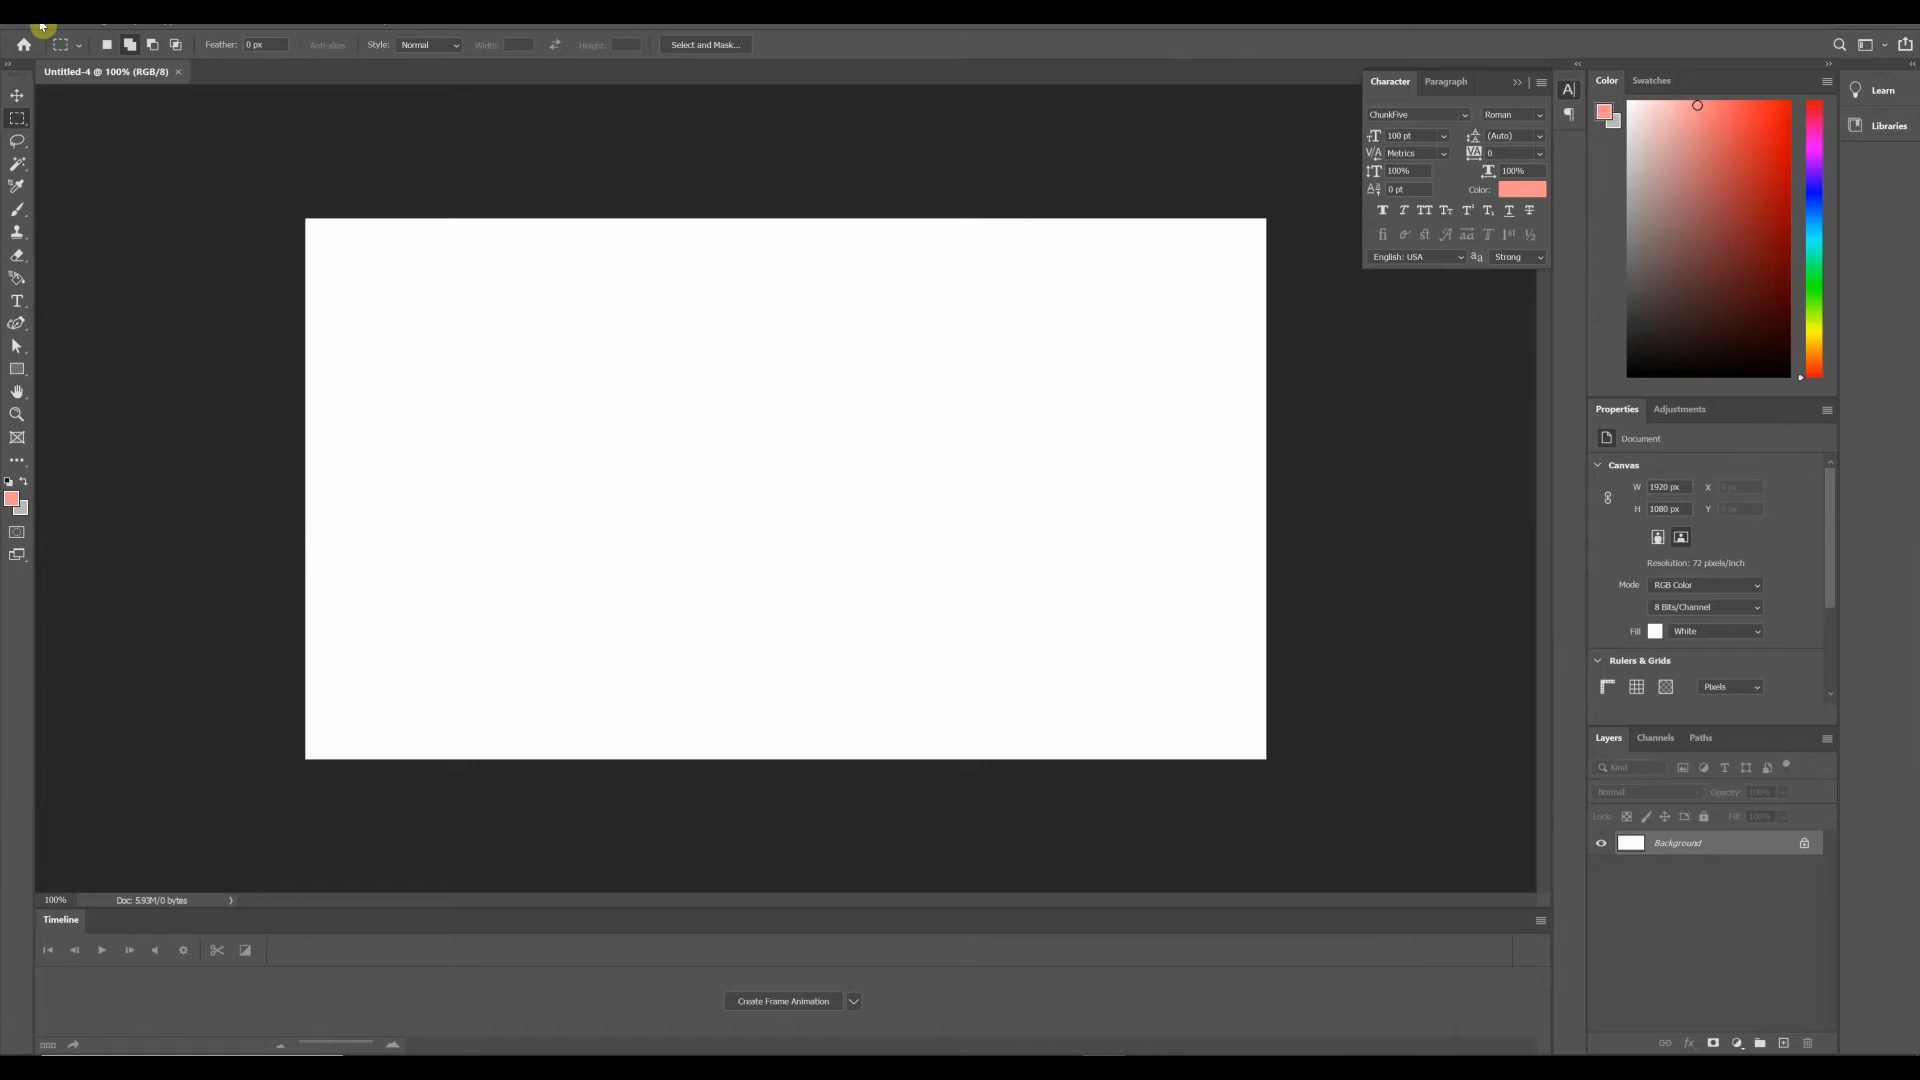 Feather: 0 px Anti-alias Style: Normal Width: Height: Select and Mask...
Untitled-4 @ 100% (RGB/8) ×
Character Paragraph
ChunkFive Roman
100 pt (Auto)
Metrics 0
100% 100%
0 pt Color:
English: USA Strong
Color Swatches
Learn
Libraries
Properties Adjustments
Document
Canvas
W 1920 px X 0 px
H 1080 px Y 0 px
Resolution: 72 pixels/inch
Mode RGB Color
8 Bits/Channel
Fill White
Rulers & Grids
Pixels
Layers Channels Paths
Kind
Normal Opacity: 100%
Lock: Fill: 100%
Background
100% Doc: 5.93M/0 bytes
Timeline
Create Frame Animation